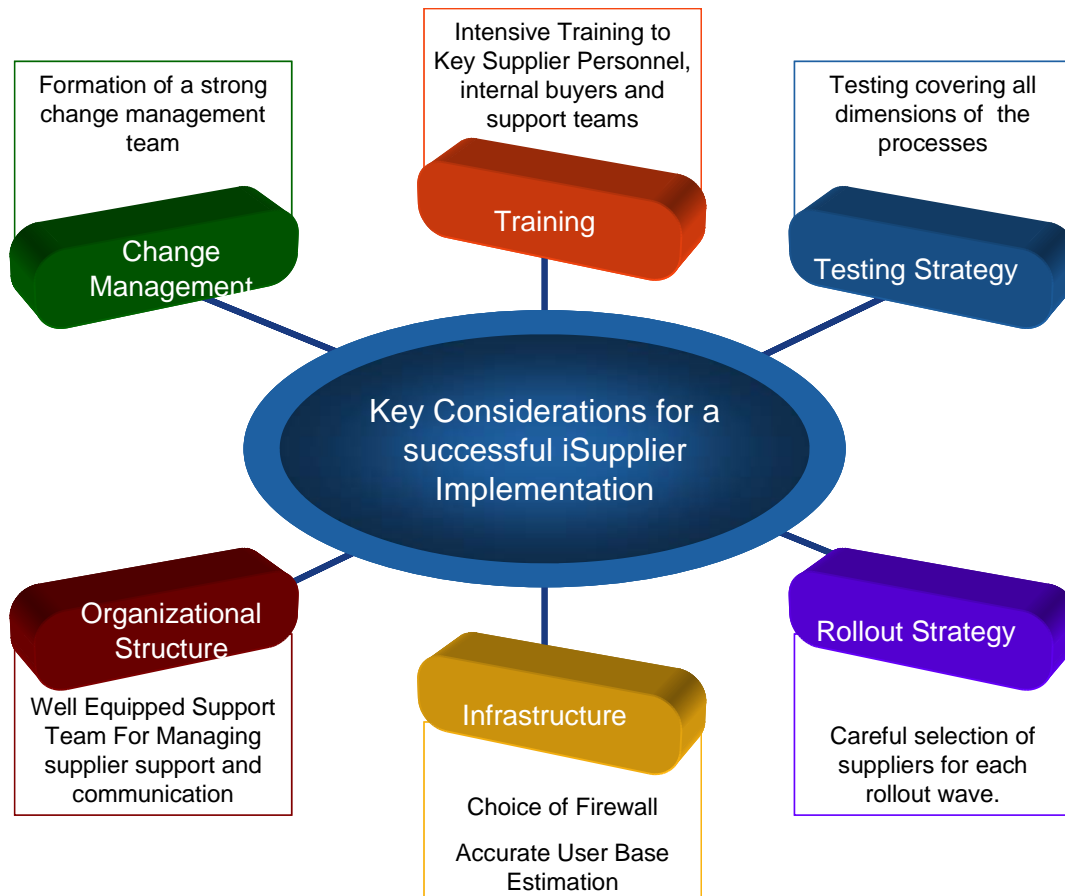 Formation of a strong
change management
team
Change
Management
Intensive Training to
Key Supplier Personnel,
internal buyers and
support teams
Training
Testing covering all
dimensions of the
processes
Testing Strategy
Key Considerations for a
successful iSupplier
Implementation
Organizational
Structure
Well Equipped Support
Team For Managing
supplier support and
communication
Infrastructure
Choice of Firewall
Accurate User Base
Estimation
Rollout Strategy
Careful selection of
suppliers for each
rollout wave.